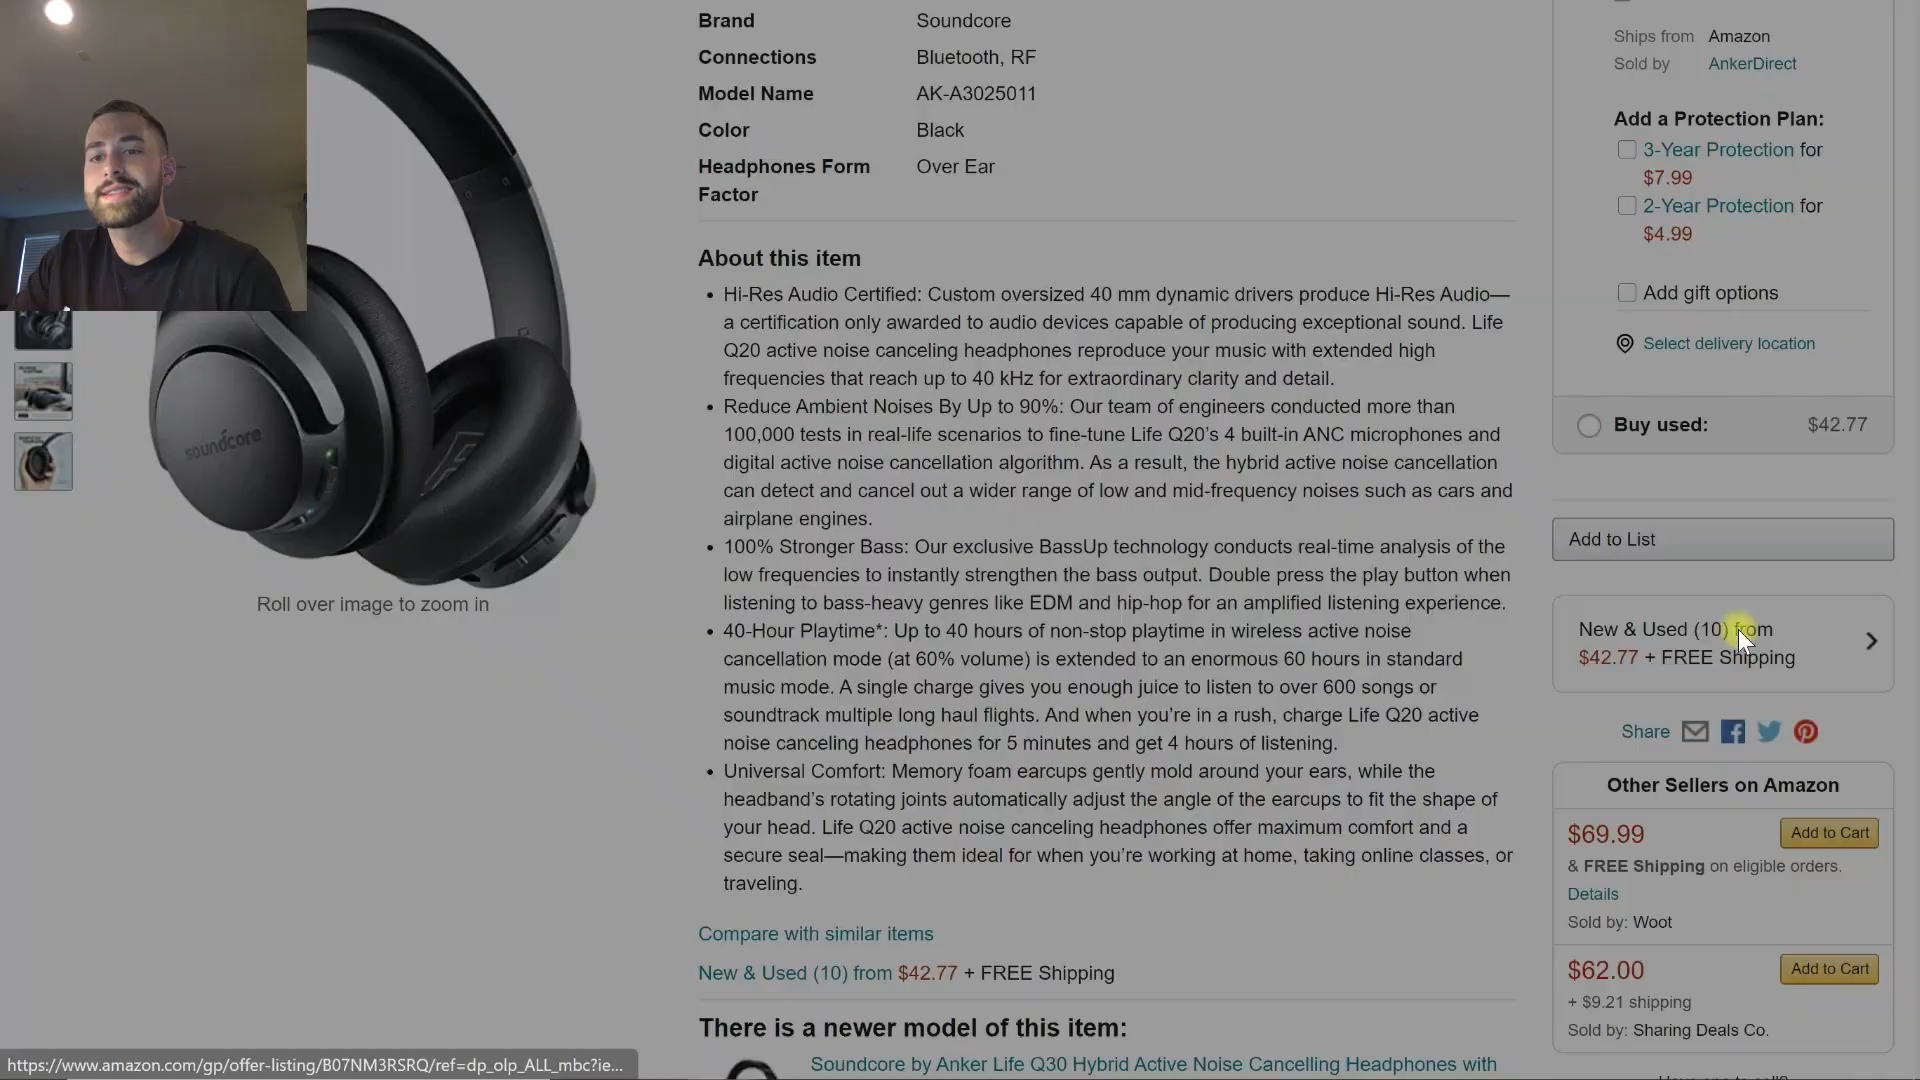 Brand Soundcore
Connections Bluetooth, RF
Model Name AK-A3025011
Color Black
Headphones Form Over Ear
Factor
About this item
• Hi-Res Audio Certified: Custom oversized 40 mm dynamic drivers produce Hi-Res Audio—
a certification only awarded to audio devices capable of producing exceptional sound. Life
Q20 active noise canceling headphones reproduce your music with extended high
frequencies that reach up to 40 kHz for extraordinary clarity and detail.
• Reduce Ambient Noises By Up to 90%: Our team of engineers conducted more than
100,000 tests in real-life scenarios to fine-tune Life Q20’s 4 built-in ANC microphones and
digital active noise cancellation algorithm. As a result, the hybrid active noise cancellation
can detect and cancel out a wider range of low and mid-frequency noises such as cars and
airplane engines.
• 100% Stronger Bass: Our exclusive BassUp technology conducts real-time analysis of the
low frequencies to instantly strengthen the bass output. Double press the play button when
listening to bass-heavy genres like EDM and hip-hop for an amplified listening experience.
• 40-Hour Playtime*: Up to 40 hours of non-stop playtime in wireless active noise
cancellation mode (at 60% volume) is extended to an enormous 60 hours in standard
music mode. A single charge gives you enough juice to listen to over 600 songs or
soundtrack multiple long haul flights. And when you’re in a rush, charge Life Q20 active
noise canceling headphones for 5 minutes and get 4 hours of listening.
• Universal Comfort: Memory foam earcups gently mold around your ears, while the
headband’s rotating joints automatically adjust the angle of the earcups to fit the shape of
your head. Life Q20 active noise canceling headphones offer maximum comfort and a
secure seal—making them ideal for when you’re working at home, taking online classes, or
traveling.
Compare with similar items
New & Used (10) from $42.77 + FREE Shipping
There is a newer model of this item:
Soundcore by Anker Life Q30 Hybrid Active Noise Cancelling Headphones with
soundcore
Roll over image to zoom in
https://www.amazon.com/gp/offer-listing/B07NM3RSRQ/ref=dp_olp_ALL_mbc?ie...
Ships from Amazon
Sold by AnkerDirect
Add a Protection Plan:
3-Year Protection for
$7.99
2-Year Protection for
$4.99
Add gift options
Select delivery location
Buy used: $42.77
Add to List
New & Used (10) from
$42.77 + FREE Shipping
Share
Other Sellers on Amazon
$69.99 Add to Cart
& FREE Shipping on eligible orders.
Details
Sold by: Woot
$62.00 Add to Cart
+ $9.21 shipping
Sold by: Sharing Deals Co.